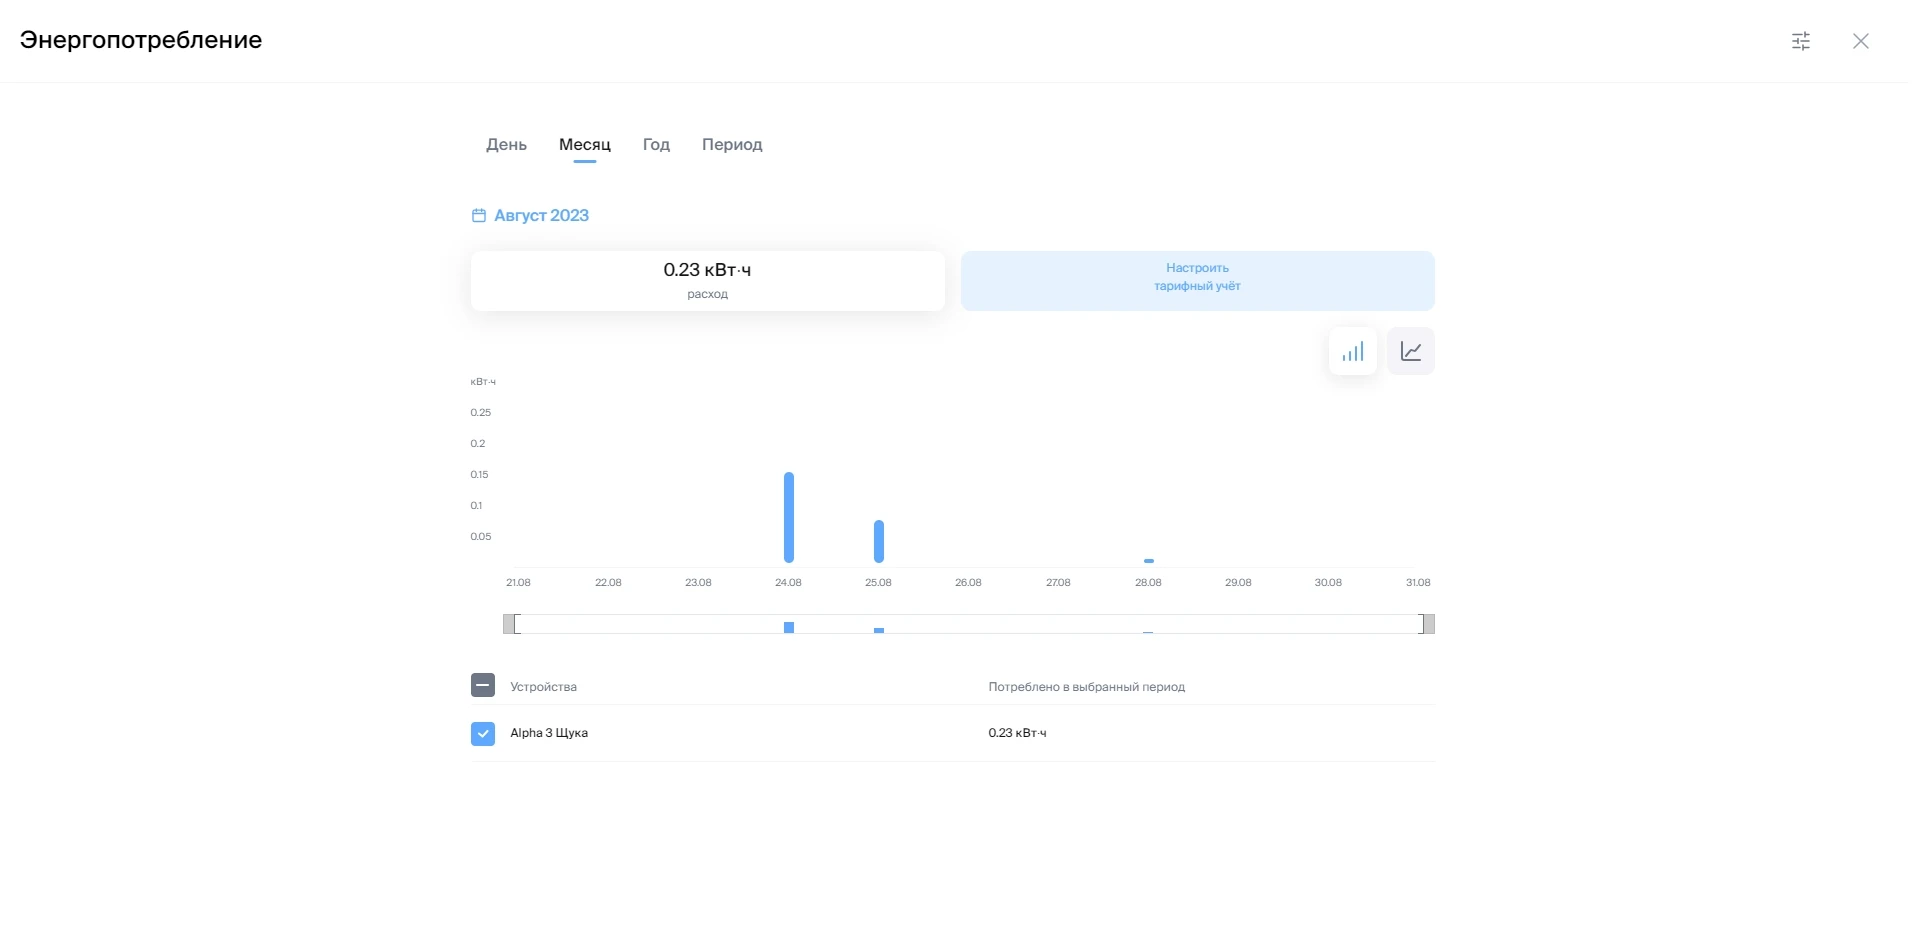 Энергопотребление
День
Месяц
Год
Период
Август 2023
0.23 кВт·ч
расход
Настроить
тарифный учёт
кВт·ч
0.25
0.2
0.15
0.1
0.05
21.08
22.08
23.08
24.08
25.08
26.08
27.08
28.08
29.08
30.08
31.08
Устройства
Потреблено в выбранный период
Alpha 3 Щука
0.23 кВт·ч